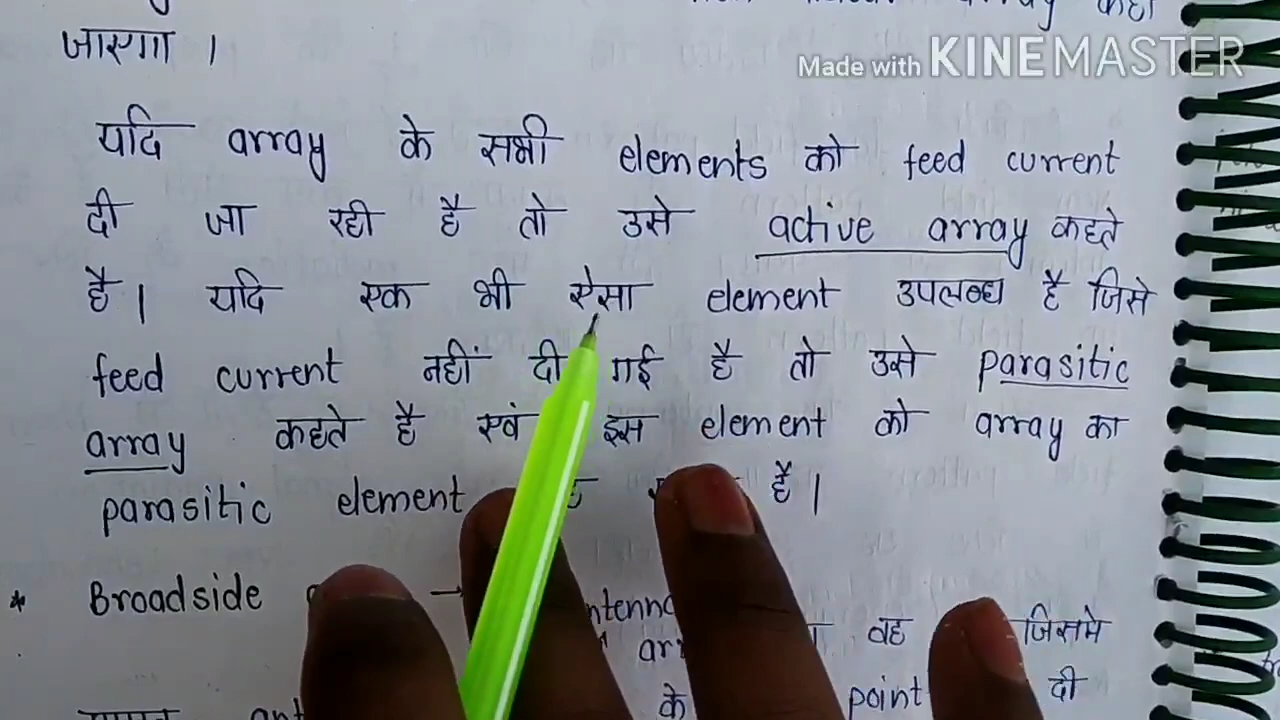 array कहा
जाएगा ।
Made with KINEMASTER
यदि array के सभी elements को feed current
दी जा रही है तो उसे active array कहते
है । यदि एक भी ऐसा element उपलब्ध है जिसे
feed current नहीं दी गई है तो उसे parasitic
array कहते है एवं इस element को array का
parasitic element है ।
* Broadside → वह जिसमे
के point दी